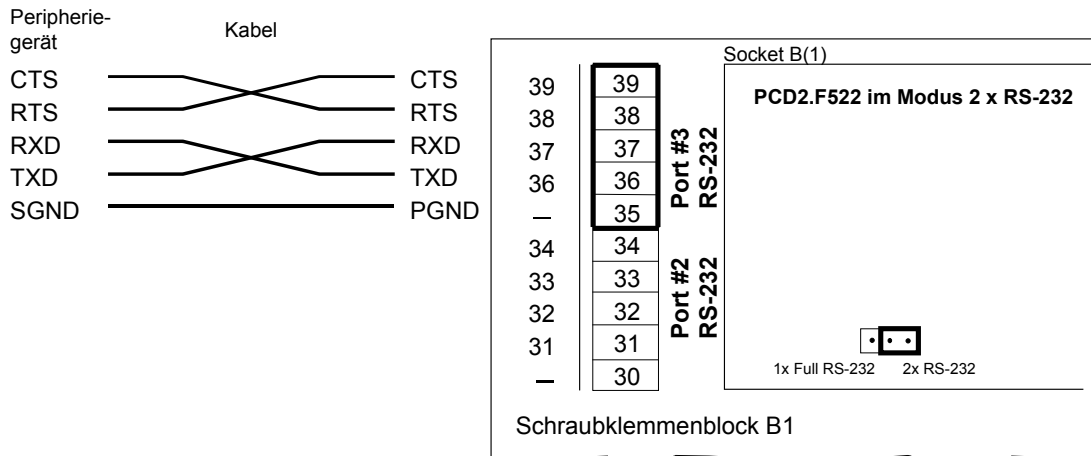 Peripherie-
gerät
Kabel
CTS CTS
RTS RTS
RXD RXD
TXD TXD
SGND PGND
Socket B(1)
PCD2.F522 im Modus 2 x RS-232
39 39
38 38
37 37
36 36
– 35
Port #3
RS-232
34 34
33 33
32 32
31 31
– 30
Port #2
RS-232
1x Full RS-232 2x RS-232
Schraubklemmenblock B1